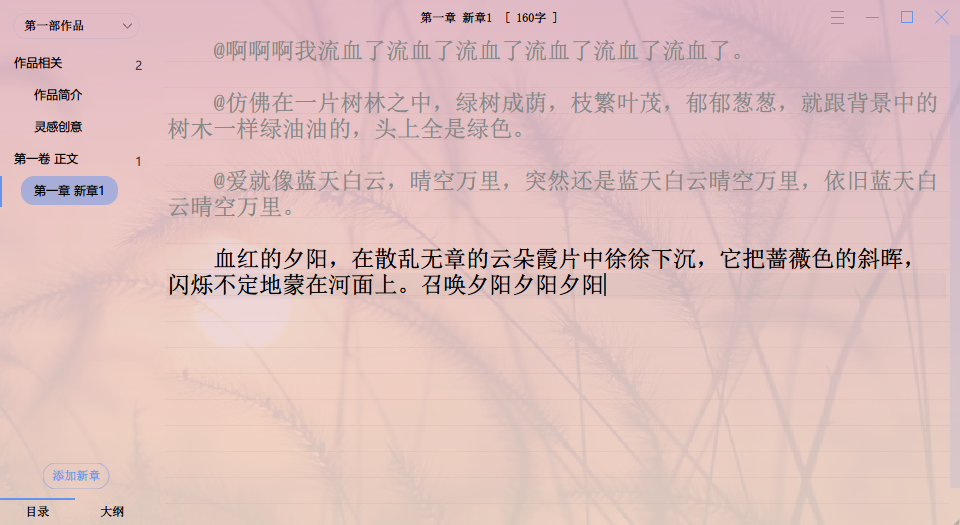 第一部作品
第一章 新章1 [ 160字 ]
作品相关 2
作品简介
灵感创意
第一卷 正文 1
第一章 新章1
@啊啊啊我流血了流血了流血了流血了流血了流血了。
@仿佛在一片树林之中，绿树成荫，枝繁叶茂，郁郁葱葱，就跟背景中的
树木一样绿油油的，头上全是绿色。
@爱就像蓝天白云，晴空万里，突然还是蓝天白云晴空万里，依旧蓝天白
云晴空万里。
血红的夕阳，在散乱无章的云朵霞片中徐徐下沉，它把蔷薇色的斜晖，
闪烁不定地蒙在河面上。召唤夕阳夕阳夕阳
添加新章
目录 大纲